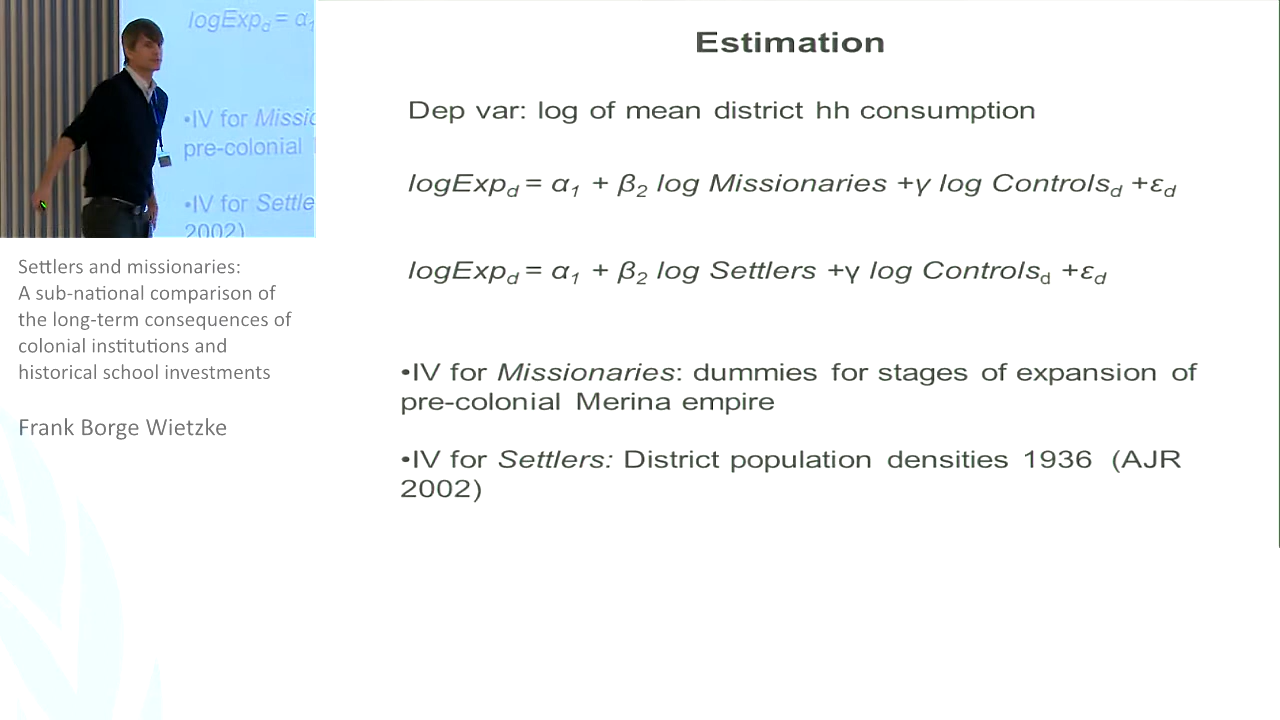 logExpd = α1
•IV for Missio
pre-colonial
•IV for Settle
2002)
Settlers and missionaries:
A sub-national comparison of
the long-term consequences of
colonial institutions and
historical school investments
Frank Borge Wietzke
Estimation
Dep var: log of mean district hh consumption
logExpd = α1 + β2 log Missionaries +γ log Controlsd +εd
logExpd = α1 + β2 log Settlers +γ log Controlsd +εd
•IV for Missionaries: dummies for stages of expansion of
pre-colonial Merina empire
•IV for Settlers: District population densities 1936 (AJR
2002)